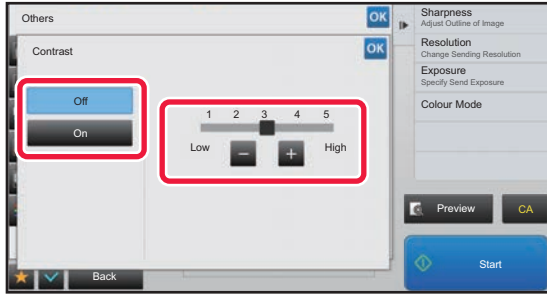 Others
OK
Contrast
OK
Off
On
1 2 3 4 5
Low
High
Back
Sharpness
Adjust Outline of Image
Resolution
Change Sending Resolution
Exposure
Specify Send Exposure
Colour Mode
Preview
CA
Start